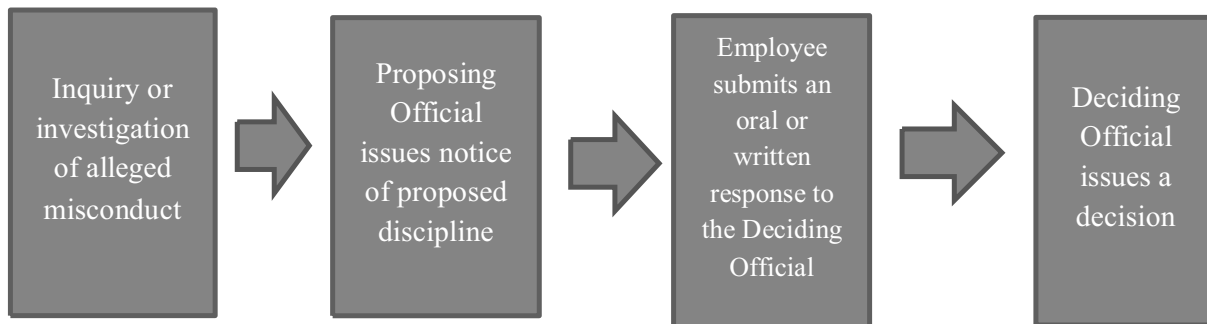 Inquiry or
investigation
of alleged
misconduct
Proposing
Official
issues notice
of proposed
discipline
Employee
submits an
oral or
written
response to
the Deciding
Official
Deciding
Official
issues a
decision